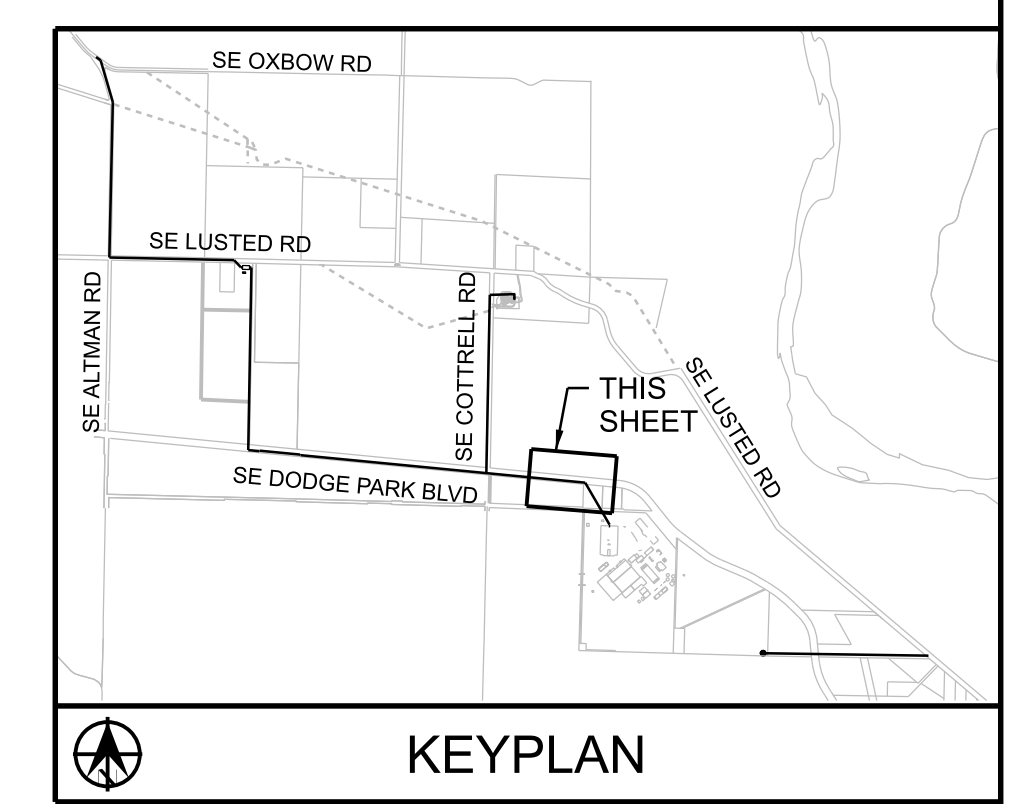 SE OXBOW RD
SE LUSTED RD
SE ALTMAN RD
SE COTTRELL RD
THIS
SHEET
SE LUSTED RD
SE DODGE PARK BLVD
KEYPLAN